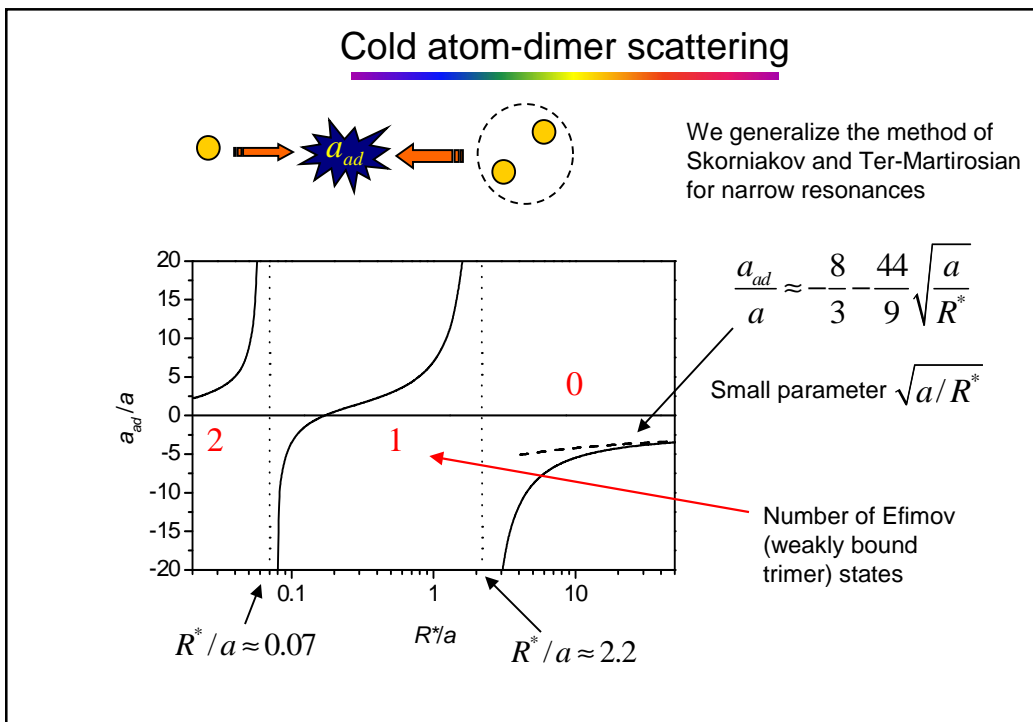 Cold atom-dimer scattering
a_ad
We generalize the method of
Skorniakov and Ter-Martirosian
for narrow resonances
a_ad/a ≈ -8/3 - 44/9 √(a/R*)
Small parameter √(a/R*)
20
15
10
5
0
-5
-10
-15
-20
a_ad/a
2
1
0
0.1
1
10
R*/a
Number of Efimov
(weakly bound
trimer) states
R*/a≈0.07
R*/a≈2.2